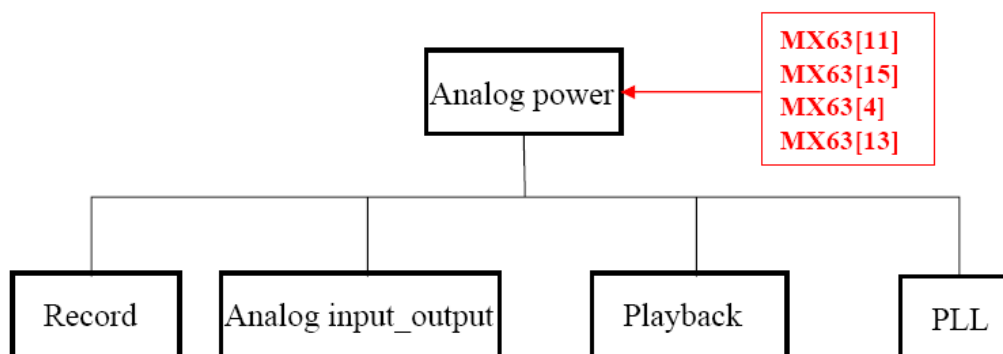 MX63[11]
MX63[15]
MX63[4]
MX63[13]
Analog power
Record
Analog input_output
Playback
PLL